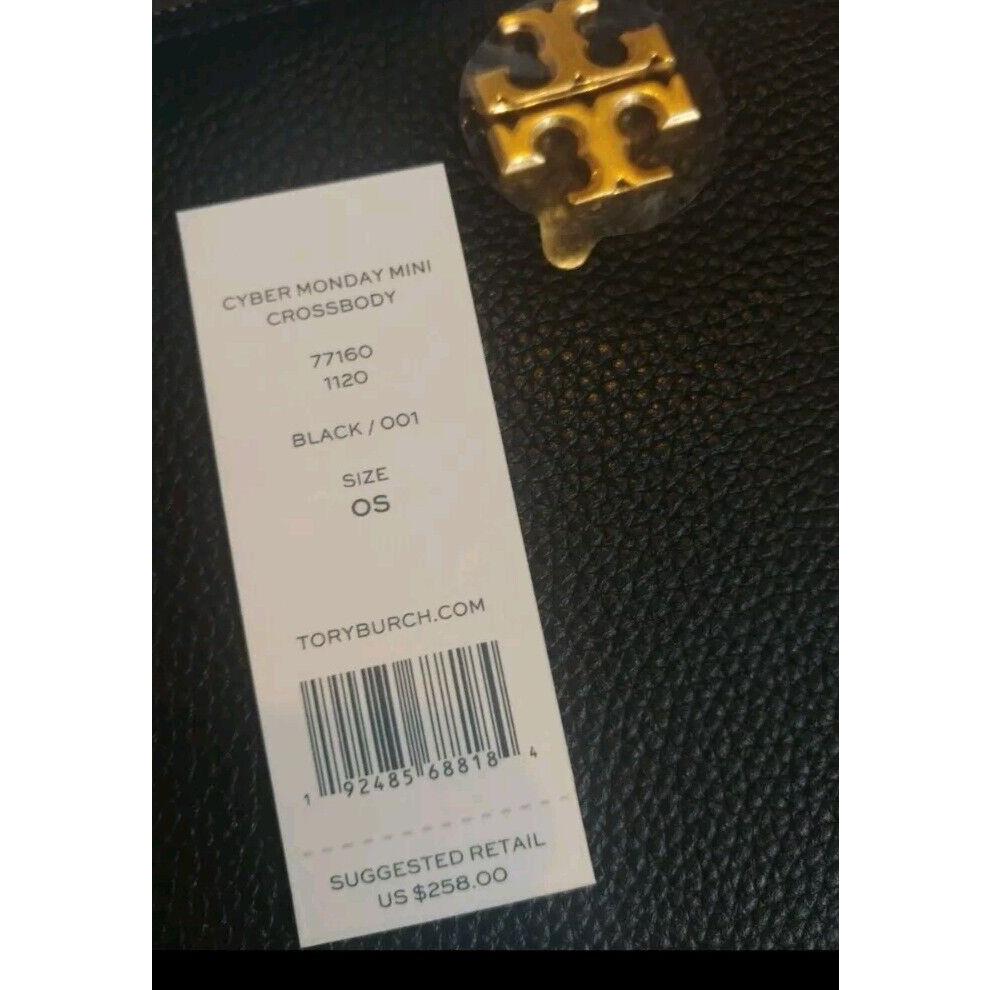 CYBER MONDAY MINI
CROSSBODY
77160
1120
BLACK / 001
SIZE
OS
TORYBURCH.COM
1 92485 68818 4
SUGGESTED RETAIL
US $258.00